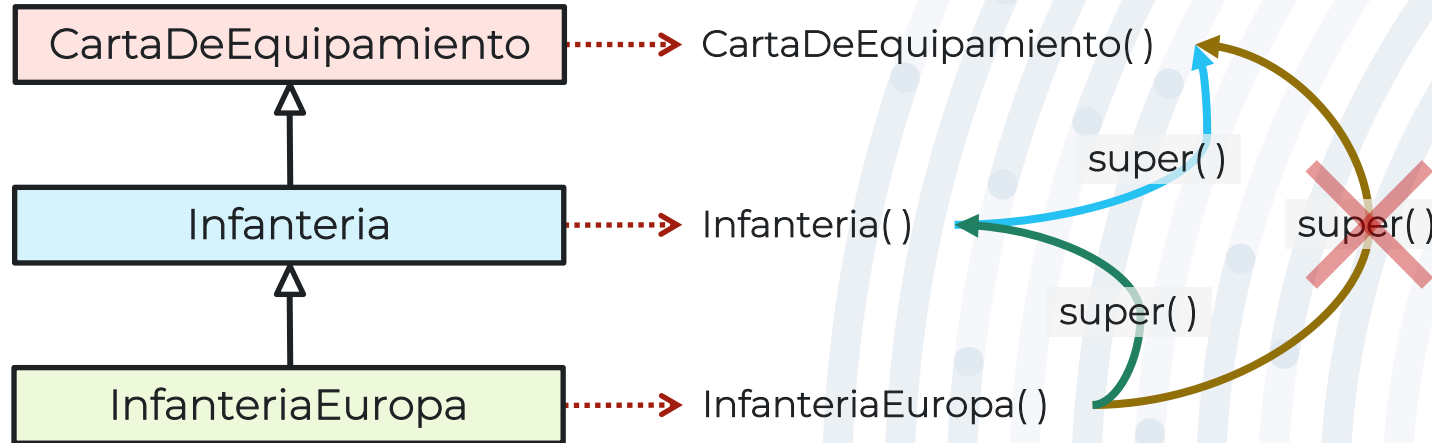 CartaDeEquipamiento
CartaDeEquipamiento( )
super( )
Infanteria
Infanteria( )
super( )
super( )
InfanteriaEuropa
InfanteriaEuropa( )